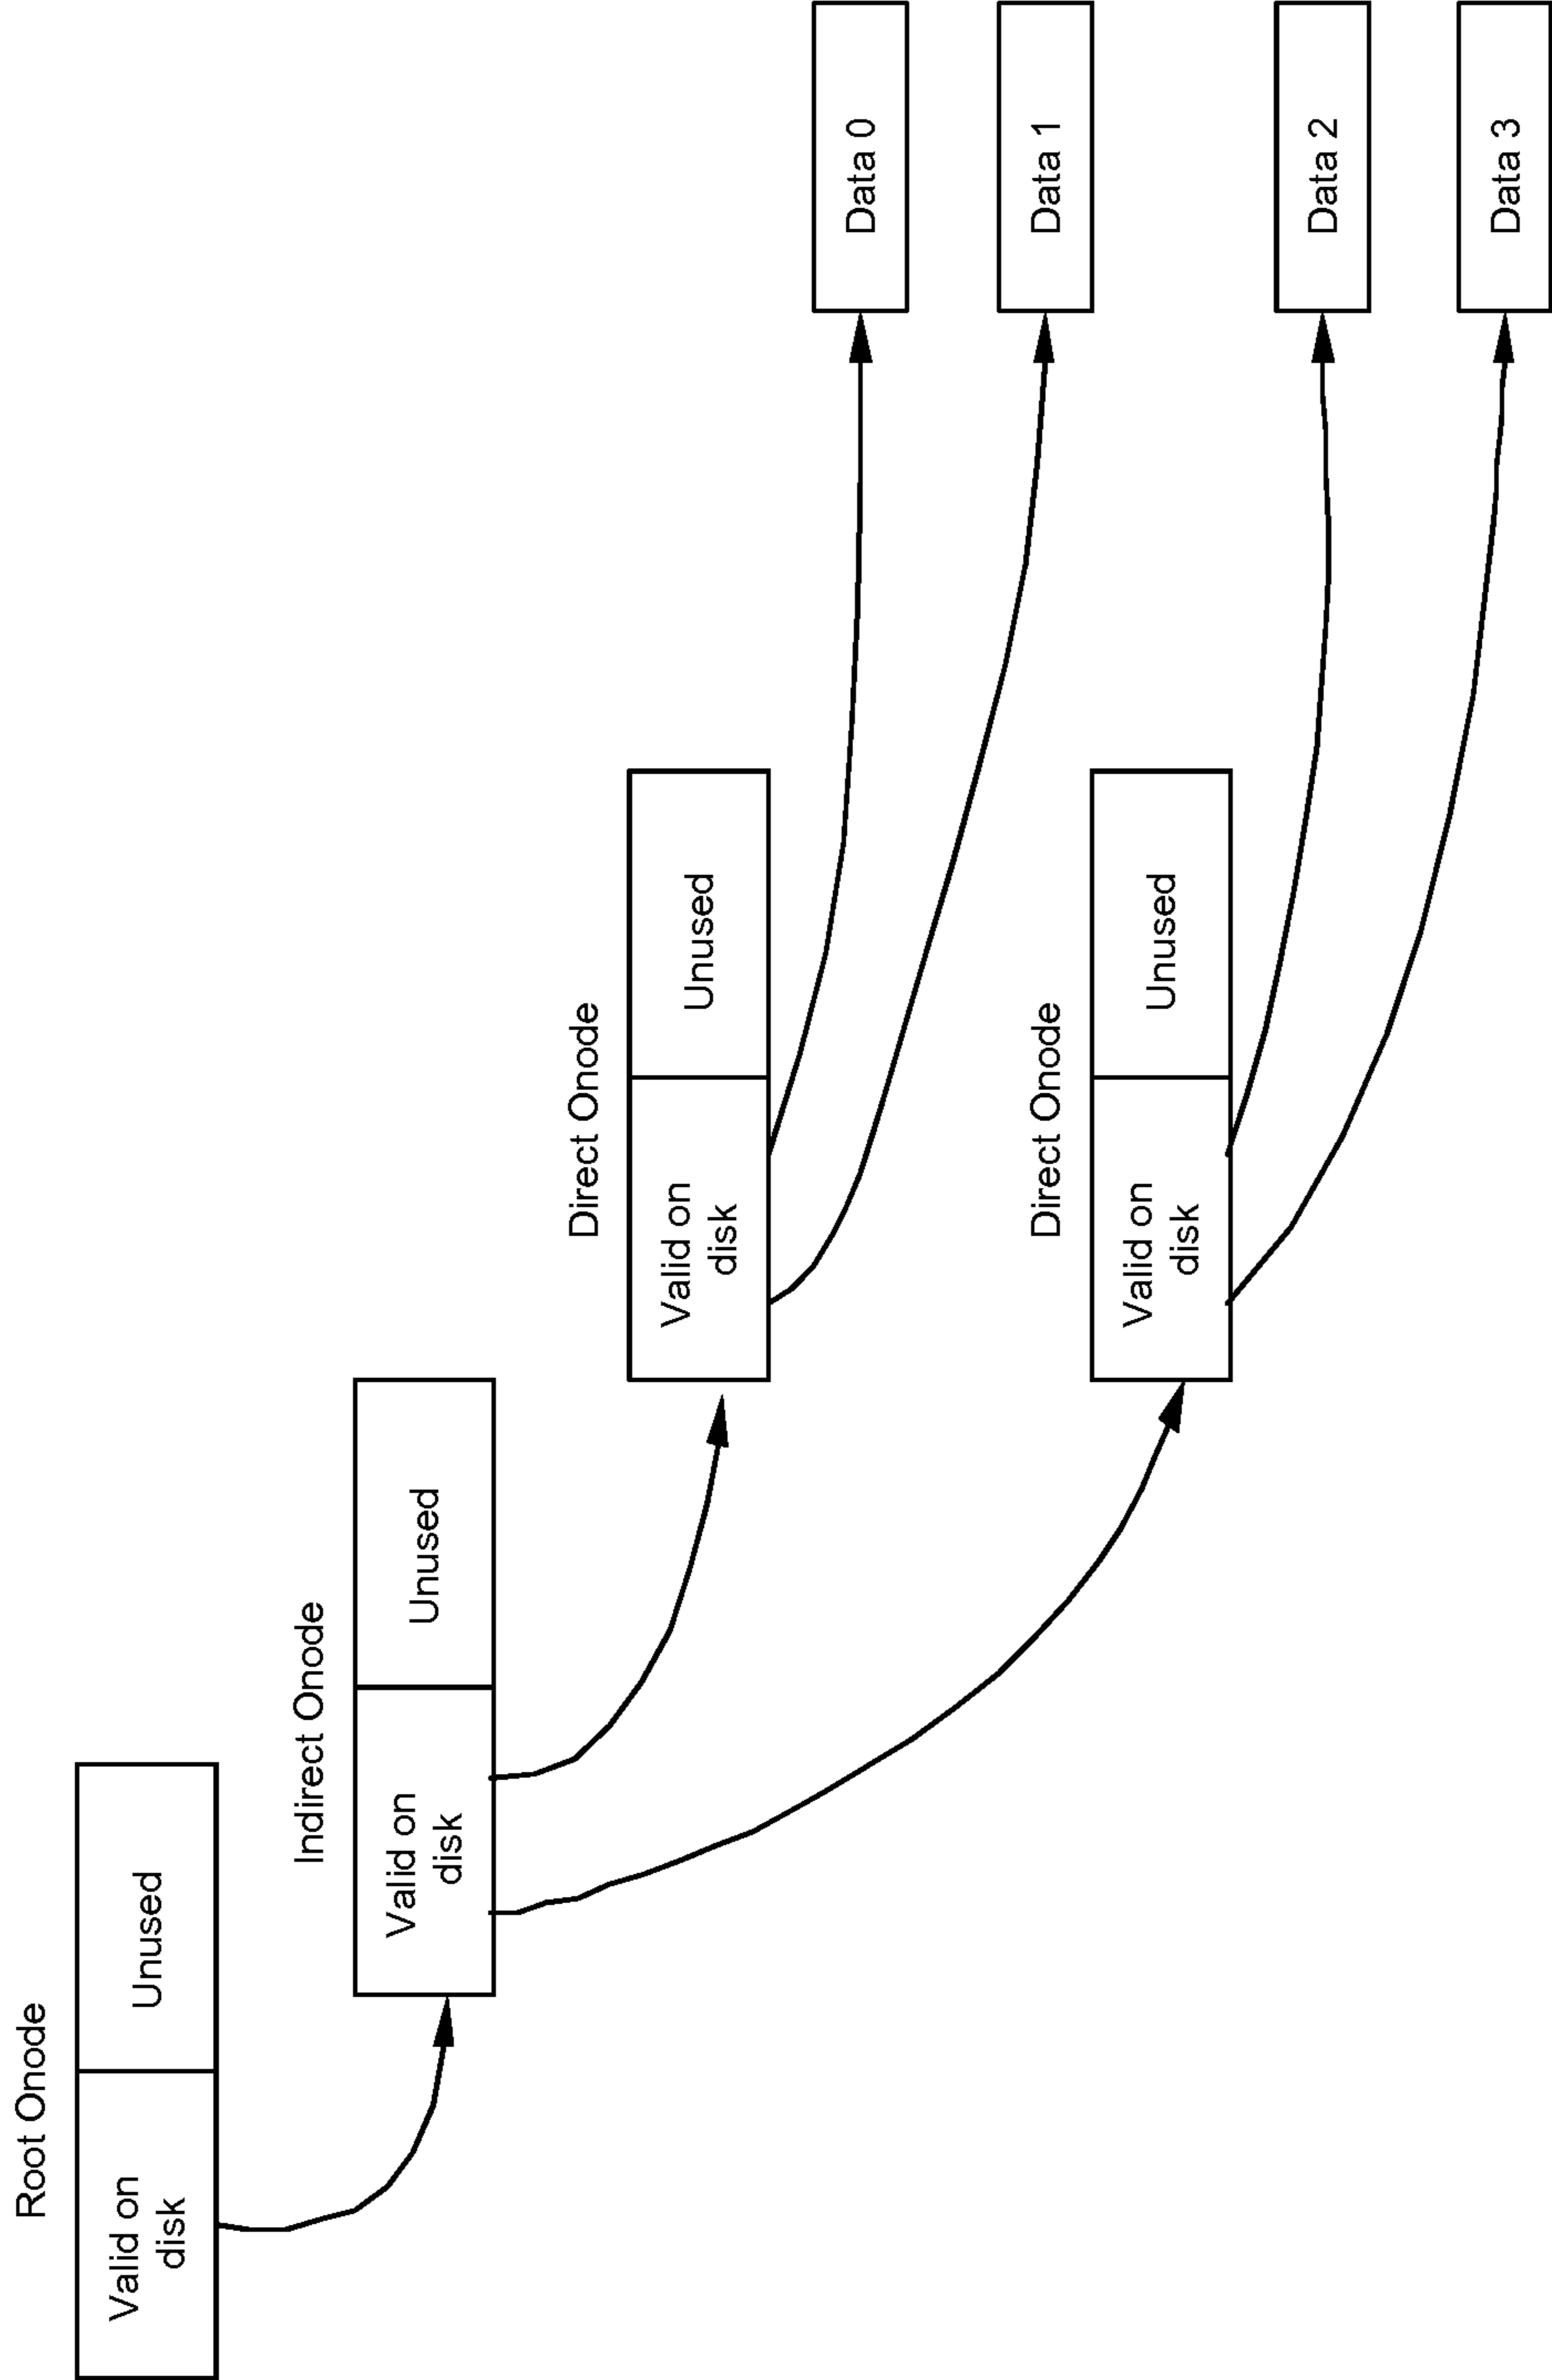 Root Onode
Valid on
disk
Unused
Indirect Onode
Valid on
disk
Unused
Direct Onode
Valid on
disk
Unused
Data 0
Data 1
Direct Onode
Valid on
disk
Unused
Data 2
Data 3